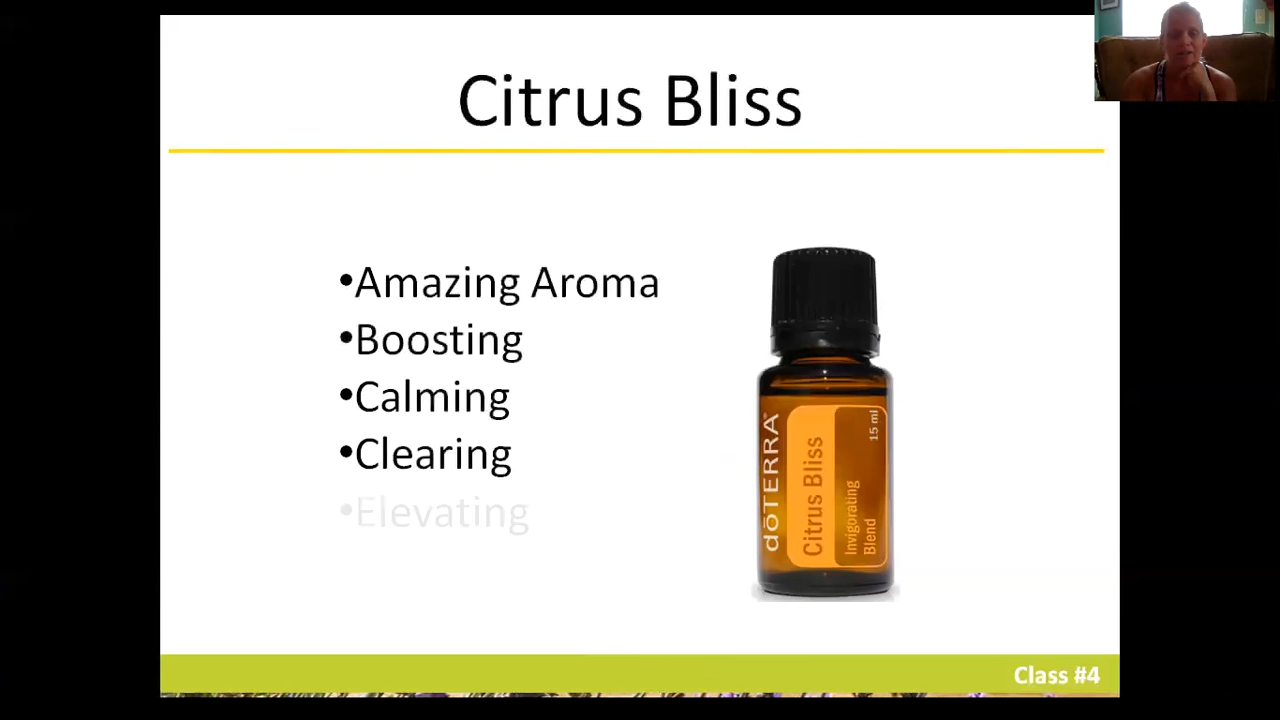 Citrus Bliss
•Amazing Aroma
•Boosting
•Calming
•Clearing
•Elevating
dōTERRA®
Citrus Bliss
Invigorating
Blend
15 ml
Class #4